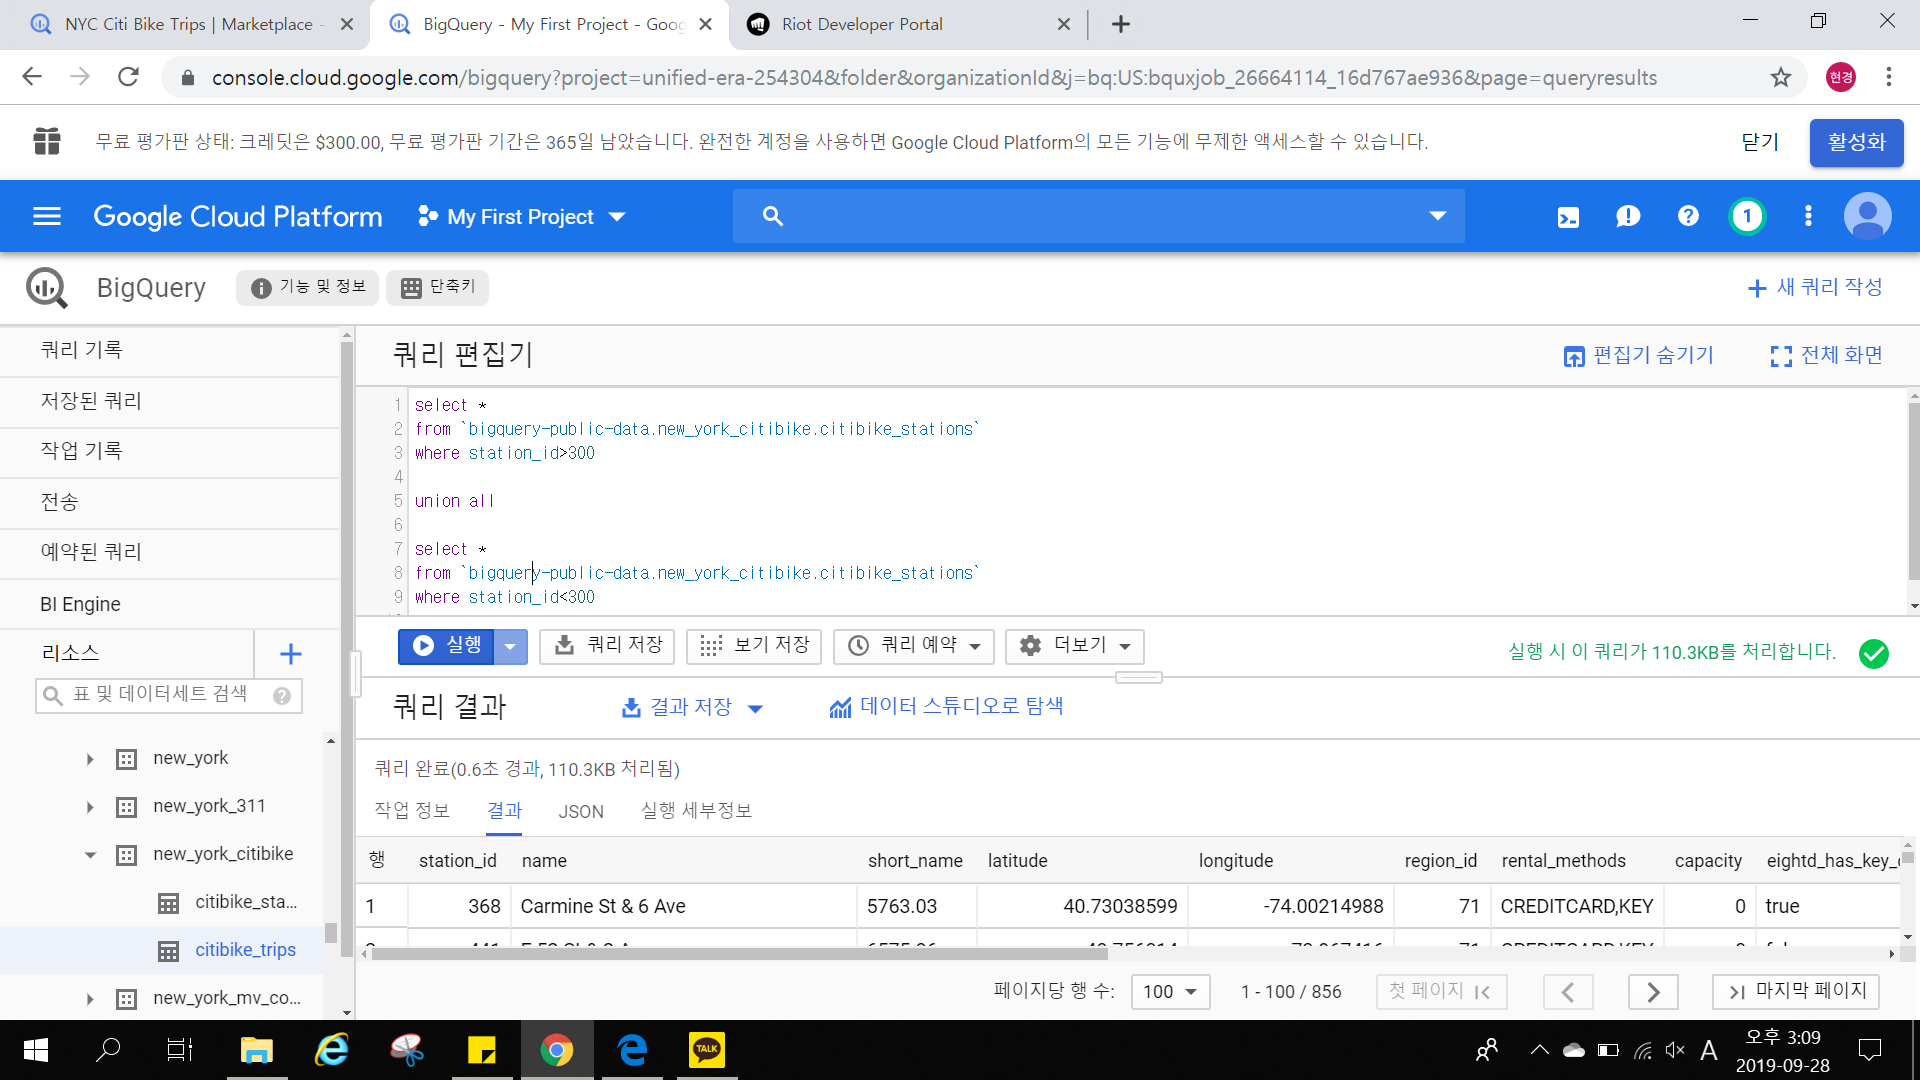 NYC Citi Bike Trips | Marketplace -
BigQuery - My First Project - Goog
Riot Developer Portal
console.cloud.google.com/bigquery?project=unified-era-254304&folder&organizationId&j=bq:US:bquxjob_26664114_16d767ae936&page=queryresults
현경
무료 평가판 상태: 크레딧은 $300.00, 무료 평가판 기간은 365일 남았습니다. 완전한 계정을 사용하면 Google Cloud Platform의 모든 기능에 무제한 액세스할 수 있습니다.
닫기
활성화
Google Cloud Platform
My First Project
1
BigQuery
기능 및 정보
단축키
새 쿼리 작성
쿼리 기록
저장된 쿼리
작업 기록
전송
예약된 쿼리
BI Engine
리소스
표 및 데이터세트 검색
new_york
new_york_311
new_york_citibike
citibike_sta...
citibike_trips
new_york_mv_co...
쿼리 편집기
편집기 숨기기
전체 화면
1 select *
2 from `bigquery-public-data.new_york_citibike.citibike_stations`
3 where station_id>300
4
5 union all
6
7 select *
8 from `bigquery-public-data.new_york_citibike.citibike_stations`
9 where station_id<300
실행
쿼리 저장
보기 저장
쿼리 예약
더보기
실행 시 이 쿼리가 110.3KB를 처리합니다.
쿼리 결과
결과 저장
데이터 스튜디오로 탐색
쿼리 완료(0.6초 경과, 110.3KB 처리됨)
작업 정보 결과 JSON 실행 세부정보
행 station_id name short_name latitude longitude region_id rental_methods capacity eightd_has_key_
1 368 Carmine St & 6 Ave 5763.03 40.73038599 -74.00214988 71 CREDITCARD,KEY 0 true
페이지당 행 수: 100 1 - 100 / 856 첫 페이지 마지막 페이지
TALK
A
오후 3:09
2019-09-28